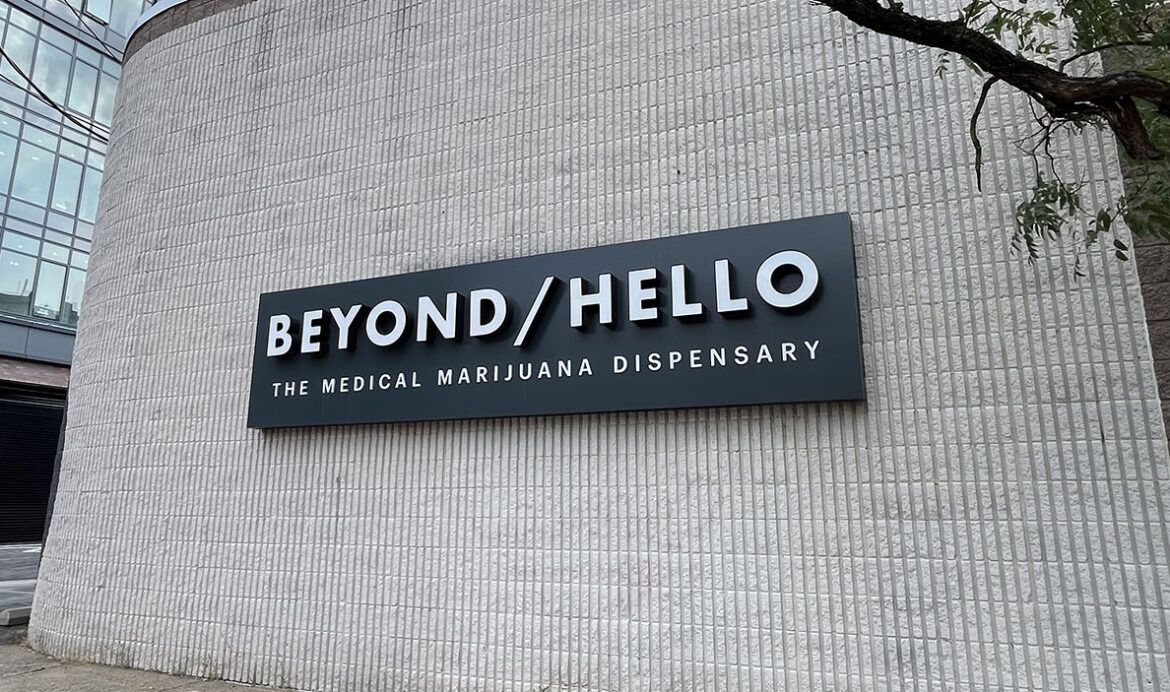 BEYOND/HELLO
THE MEDICAL MARIJUANA DISPENSARY